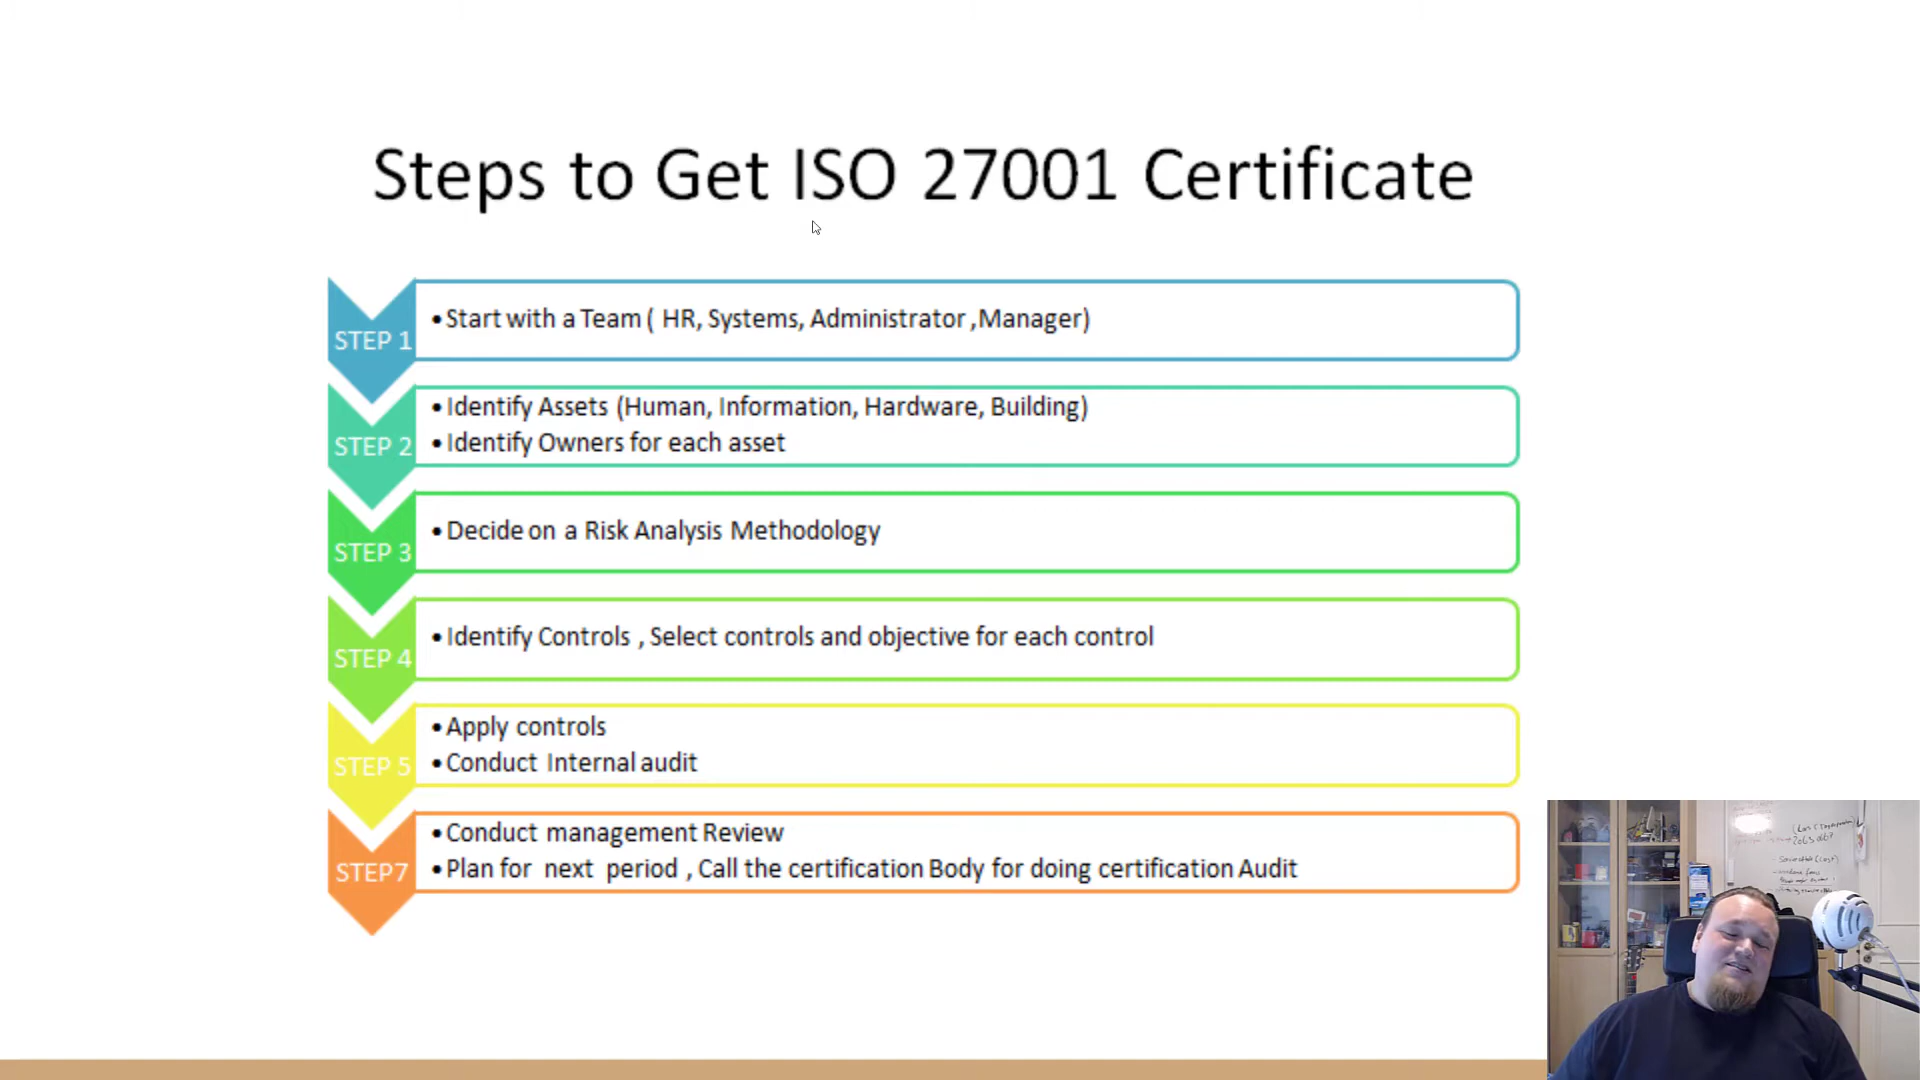 Steps to Get ISO 27001 Certificate
STEP 1
•Start with a Team ( HR, Systems, Administrator ,Manager)
STEP 2
•Identify Assets (Human, Information, Hardware, Building)
•Identify Owners for each asset
STEP 3
•Decide on a Risk Analysis Methodology
STEP 4
•Identify Controls , Select controls and objective for each control
STEP 5
•Apply controls
•Conduct Internal audit
STEP7
•Conduct management Review
•Plan for next period , Call the certification Body for doing certification Audit